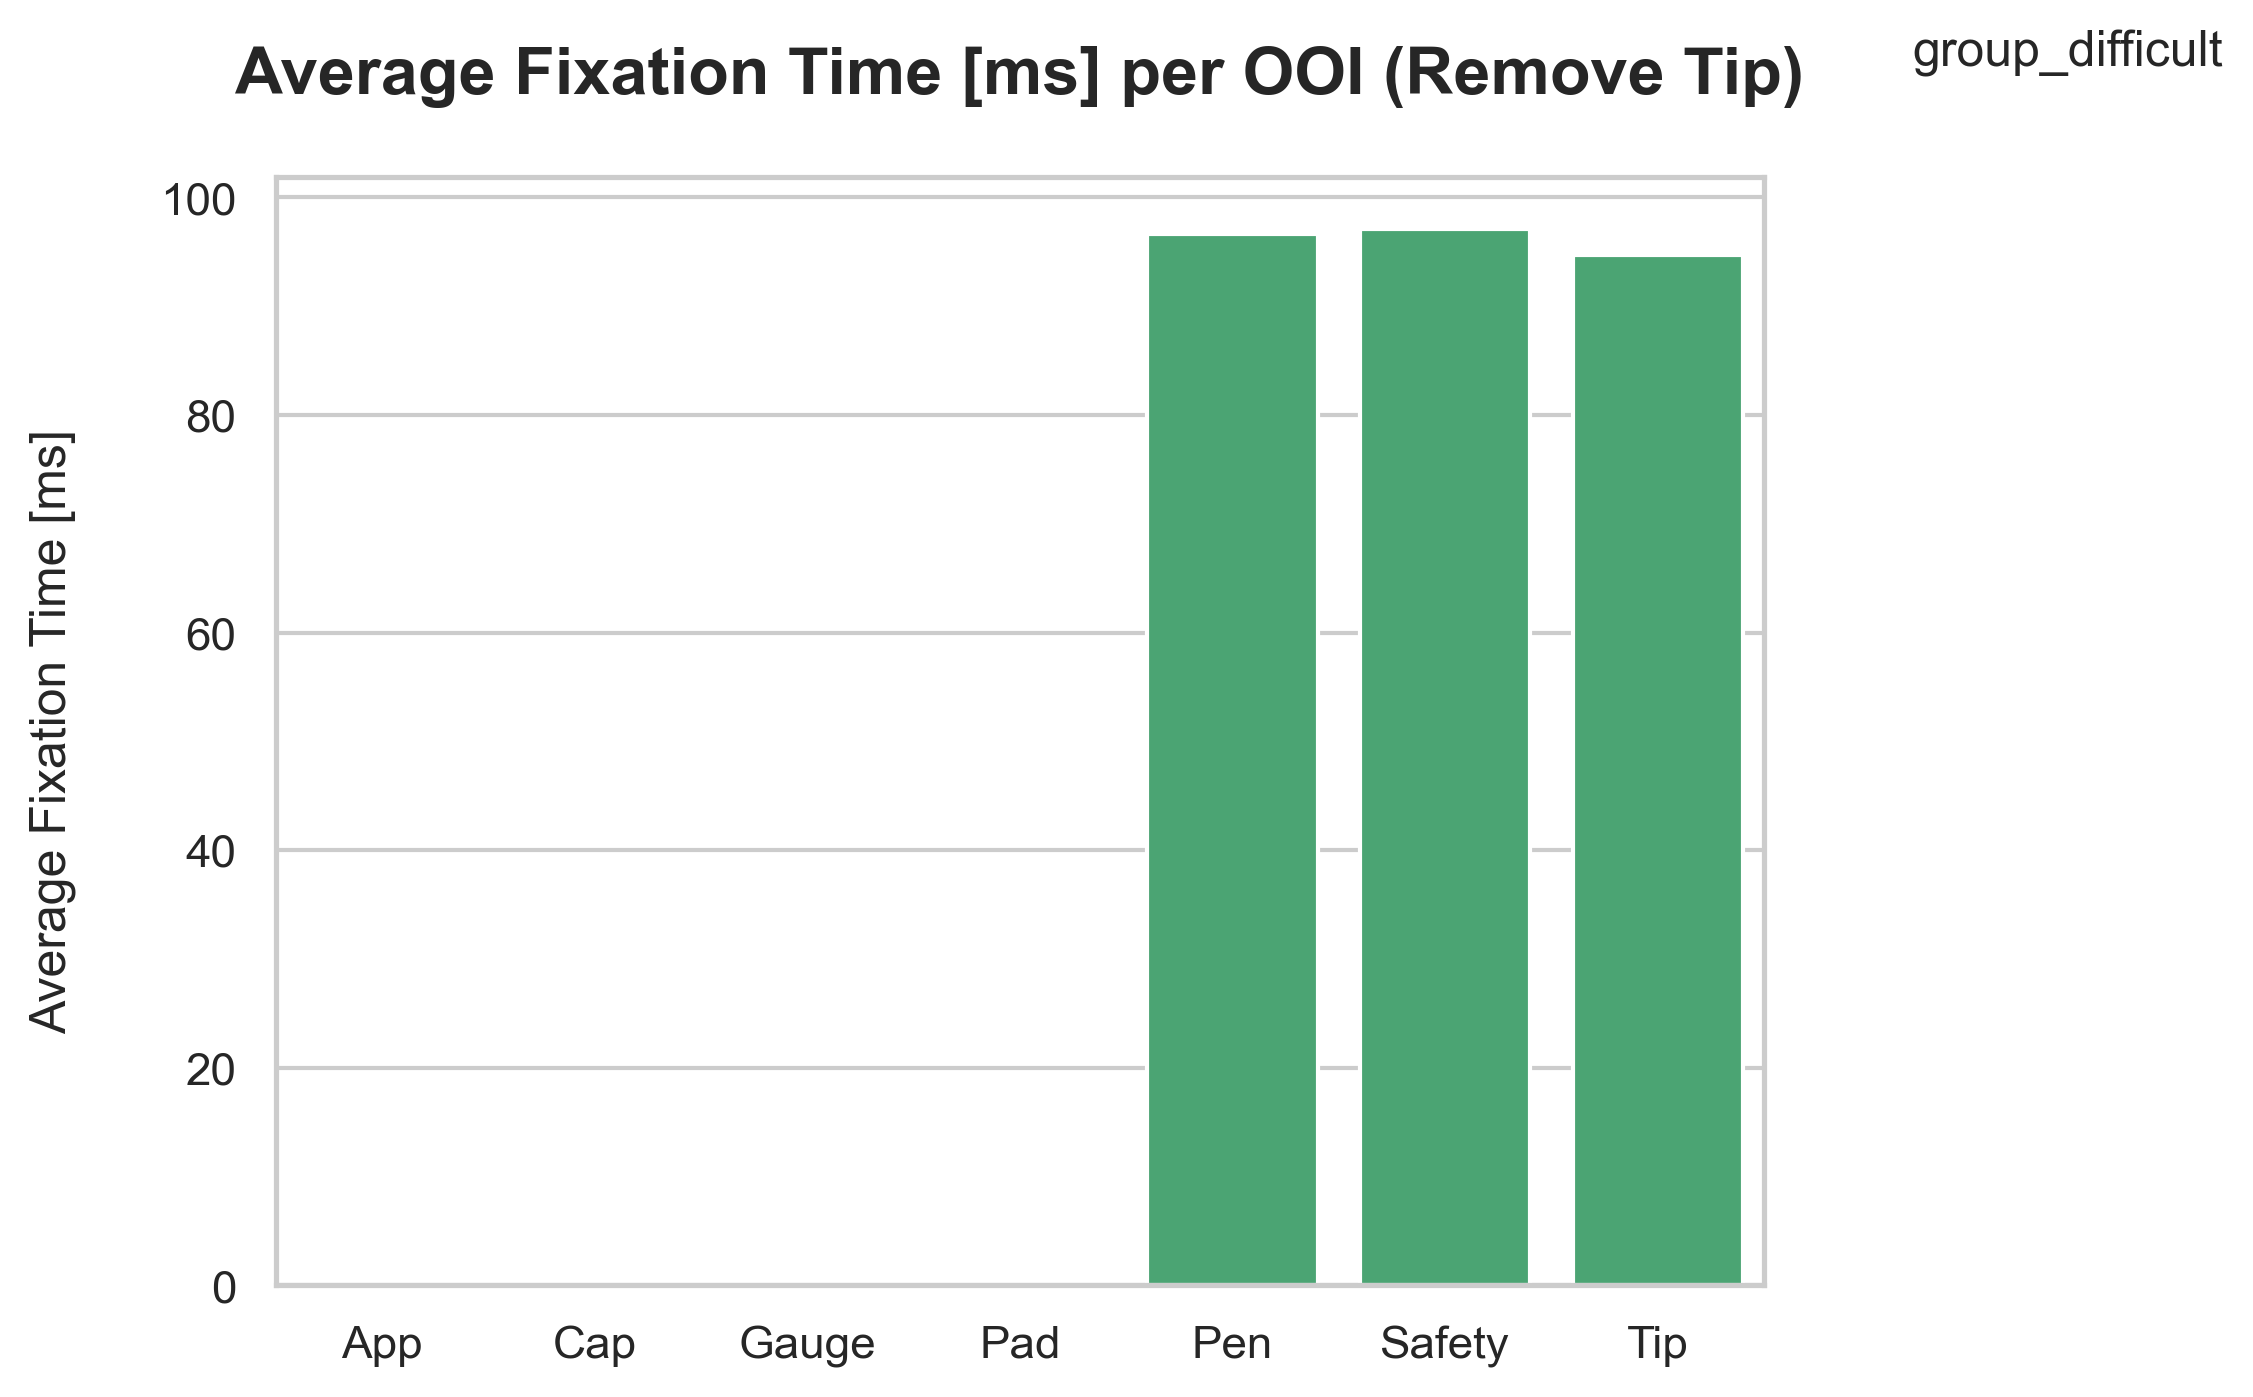 Average Fixation Time [ms] per OOI (Remove Tip)
group_difficult
Average Fixation Time [ms]
100
80
60
40
20
0
App Cap Gauge Pad Pen Safety Tip